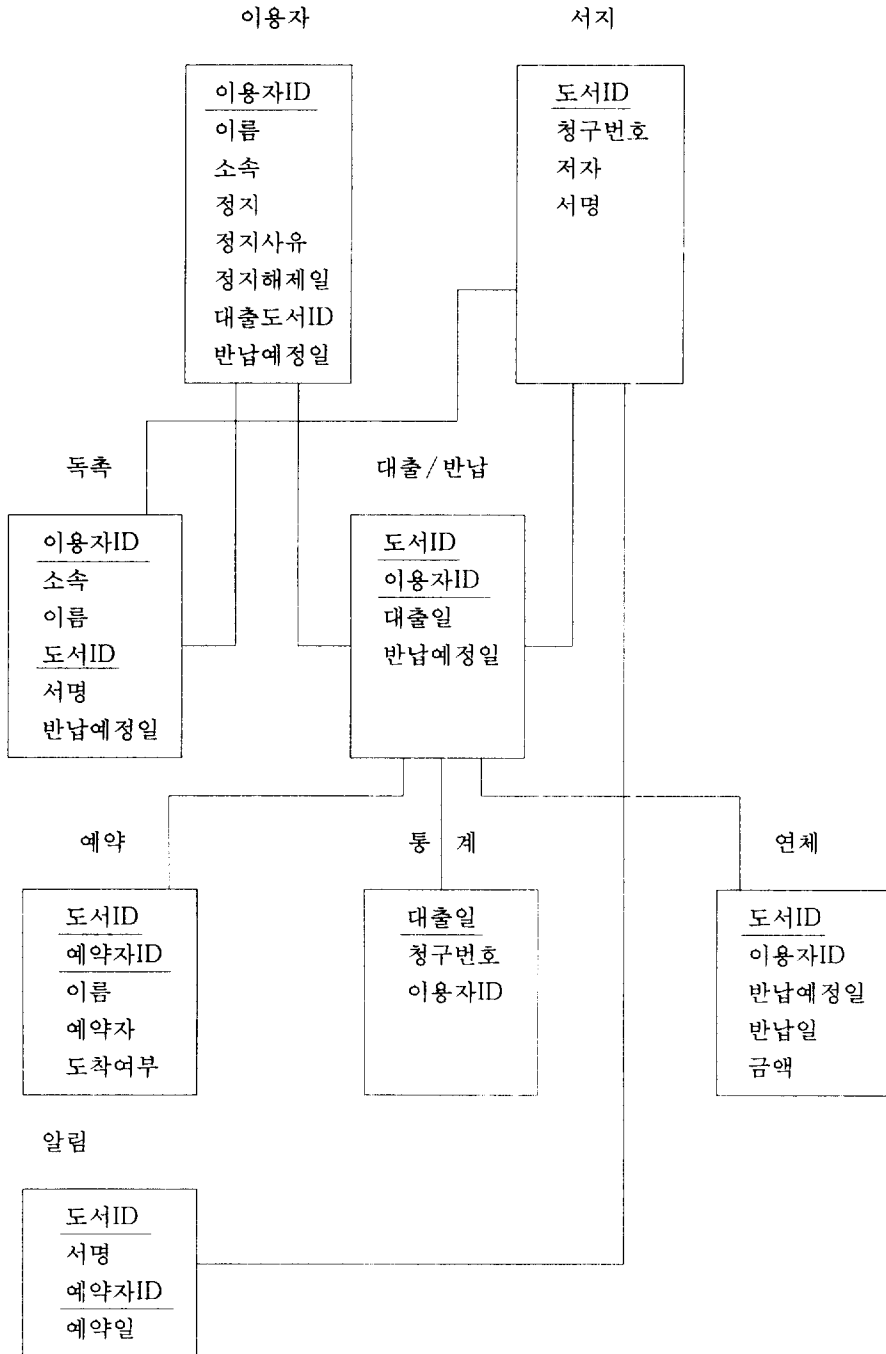 이용자
서지
이용자ID
이름
소속
정지
정지사유
정지해제일
대출도서ID
반납예정일
도서ID
청구번호
저자
서명
독촉
대출/반납
이용자ID
소속
이름
도서ID
서명
반납예정일
도서ID
이용자ID
대출일
반납예정일
예약
통 계
연체
도서ID
예약자ID
이름
예약자
도착여부
대출일
청구번호
이용자ID
도서ID
이용자ID
반납예정일
반납일
금액
알림
도서ID
서명
예약자ID
예약일